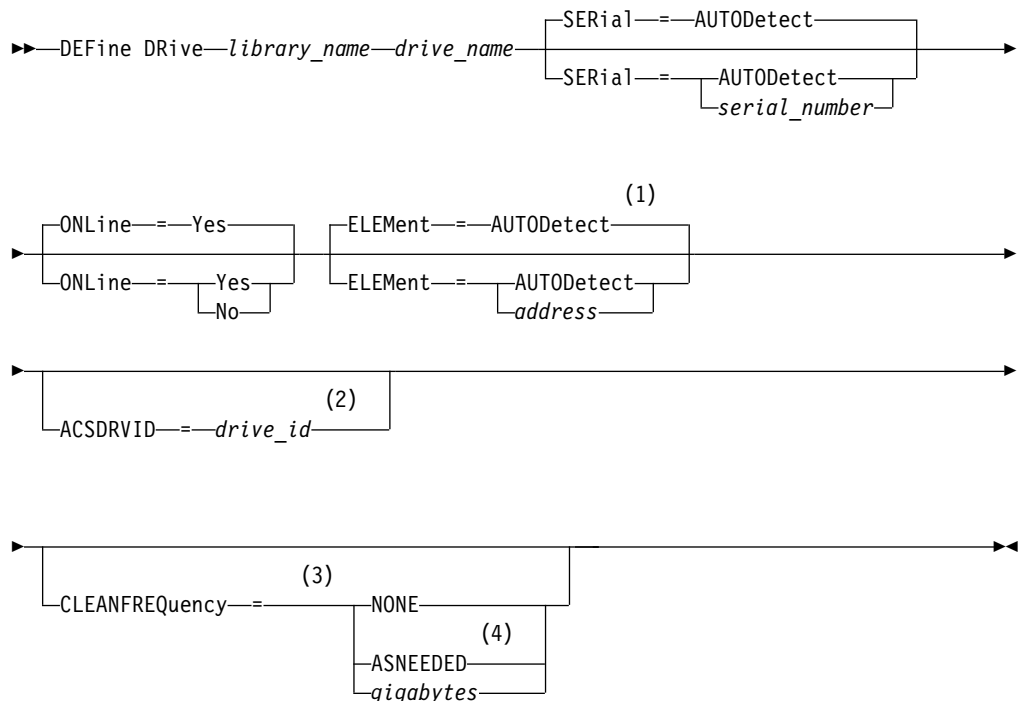 SERial = AUTODetect
DEFine DRive library_name drive_name
SERial = AUTODetect
serial_number
(1)
ONLine = Yes ELEMent = AUTODetect
ONLine = Yes ELEMent = AUTODetect
No address
(2)
ACSDRVID = drive_id
(3)
CLEANFREQuency = NONE
(4)
ASNEEDED
gigabytes